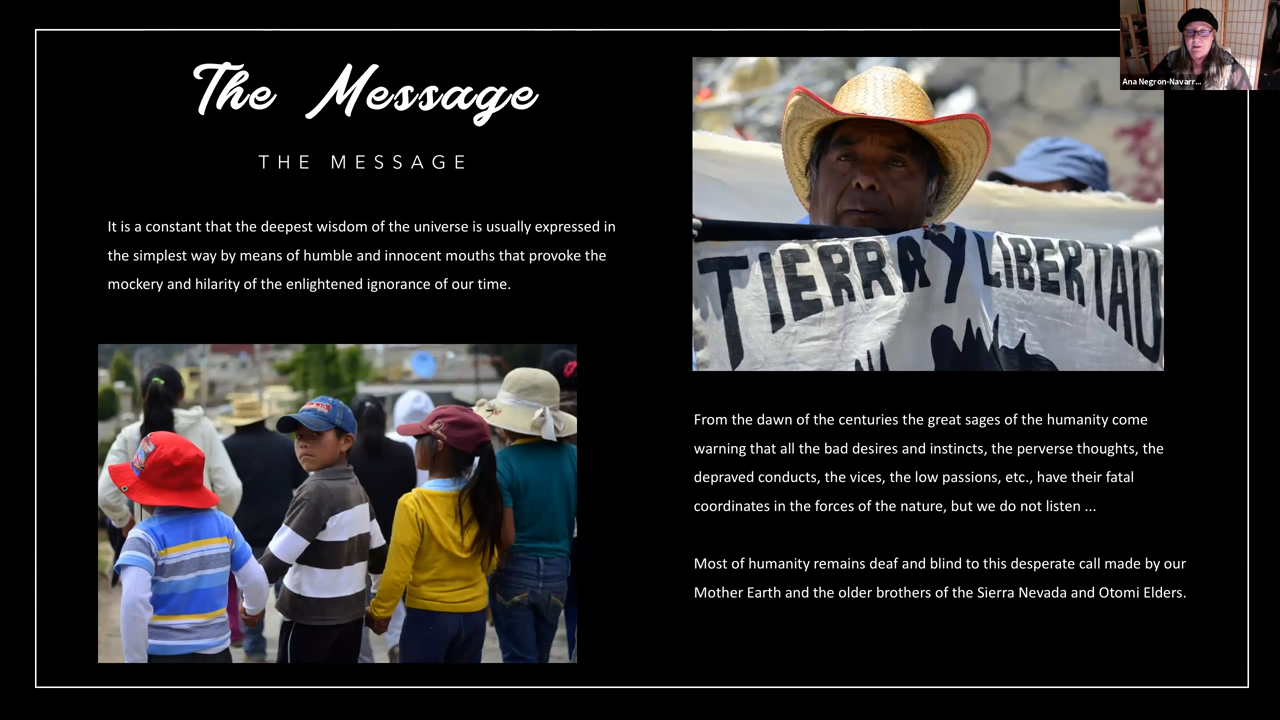 The Message
THE MESSAGE
It is a constant that the deepest wisdom of the universe is usually expressed in
the simplest way by means of humble and innocent mouths that provoke the
mockery and hilarity of the enlightened ignorance of our time.
TIERRA Y LIBERTAD
From the dawn of the centuries the great sages of the humanity come
warning that all the bad desires and instincts, the perverse thoughts, the
depraved conducts, the vices, the low passions, etc., have their fatal
coordinates in the forces of the nature, but we do not listen ...
Most of humanity remains deaf and blind to this desperate call made by our
Mother Earth and the older brothers of the Sierra Nevada and Otomi Elders.
Ana Negron-Navarr...